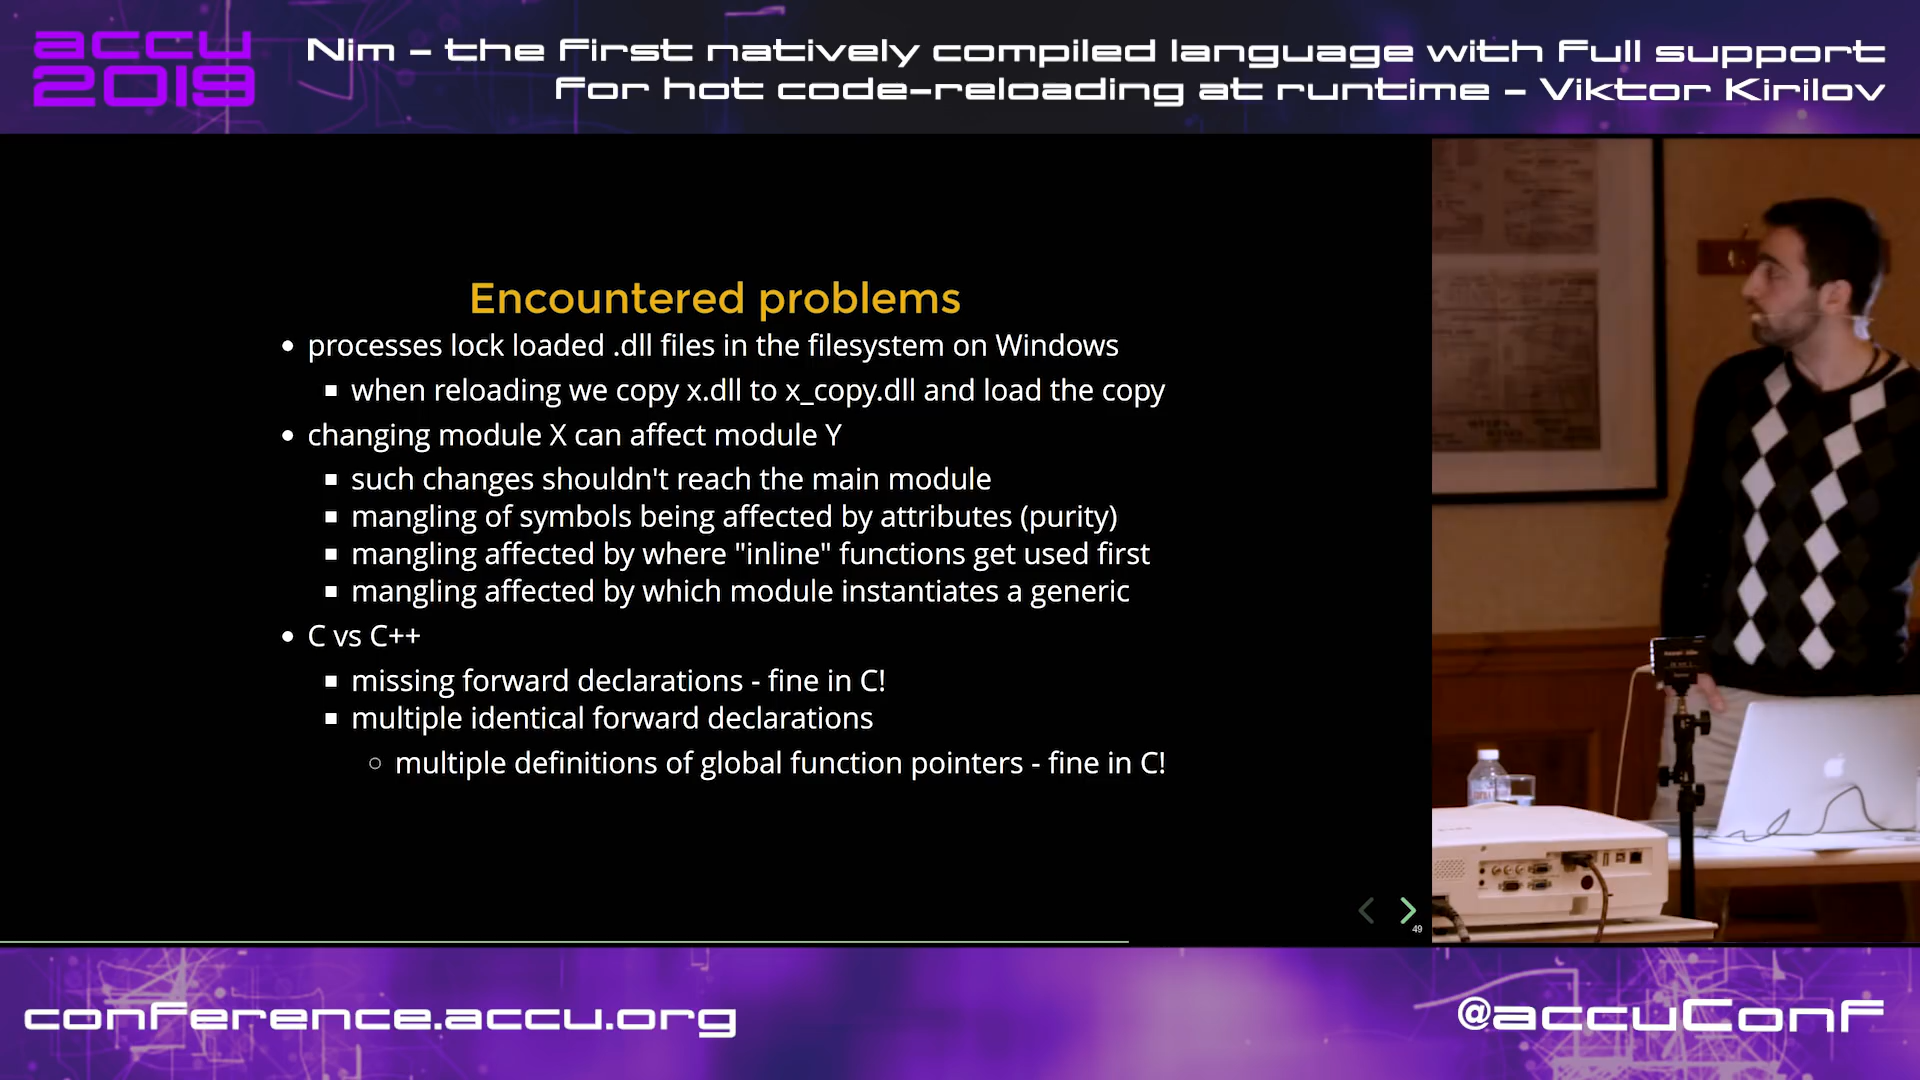 accu
2019
Nim – the first natively compiled language with full support
for hot code-reloading at runtime – Viktor Kirilov
Encountered problems
• processes lock loaded .dll files in the filesystem on Windows
▪ when reloading we copy x.dll to x_copy.dll and load the copy
• changing module X can affect module Y
▪ such changes shouldn't reach the main module
▪ mangling of symbols being affected by attributes (purity)
▪ mangling affected by where "inline" functions get used first
▪ mangling affected by which module instantiates a generic
• C vs C++
▪ missing forward declarations - fine in C!
▪ multiple identical forward declarations
○ multiple definitions of global function pointers - fine in C!
49
conference.accu.org
@accuConf